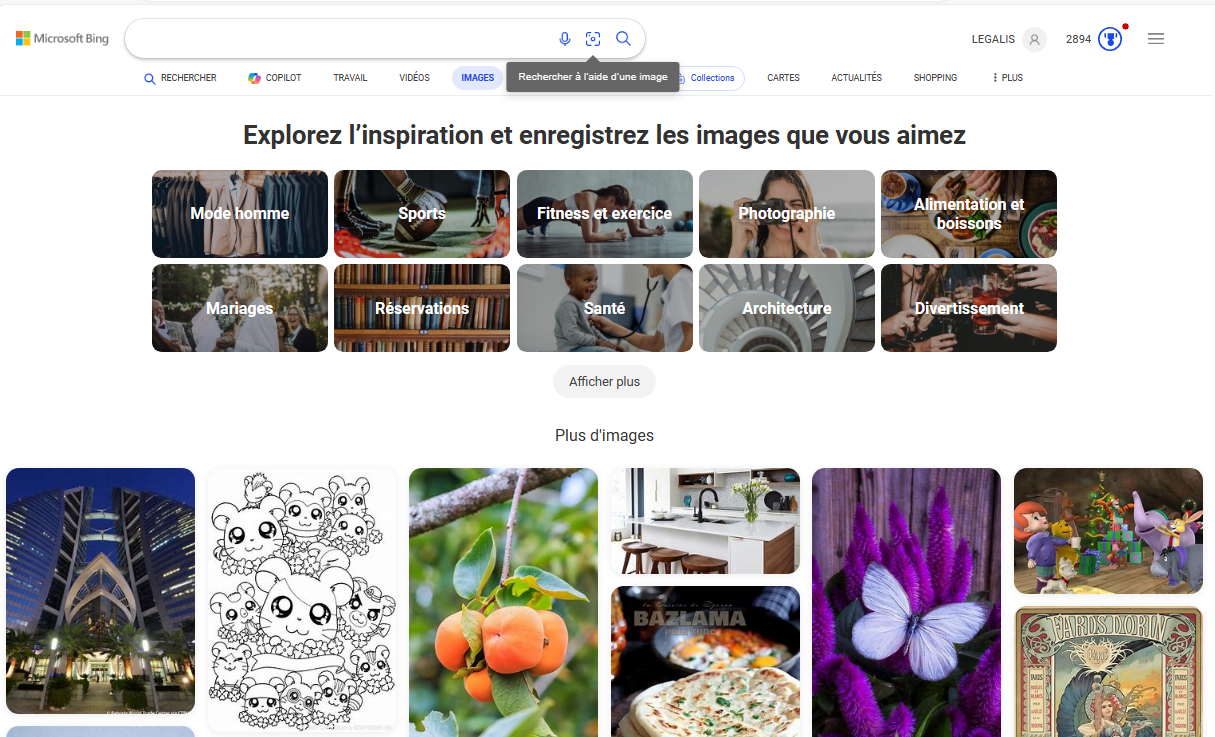 Microsoft Bing
LEGALIS
2894
RECHERCHER
COPILOT
TRAVAIL
VIDÉOS
IMAGES
Rechercher à l'aide d'une image
Collections
CARTES
ACTUALITÉS
SHOPPING
PLUS
Explorez l’inspiration et enregistrez les images que vous aimez
Mode homme
Sports
Fitness et exercice
Photographie
Alimentation et
boissons
Mariages
Réservations
Santé
Architecture
Divertissement
Afficher plus
Plus d'images
BAZLAMA
FARDS DORIN